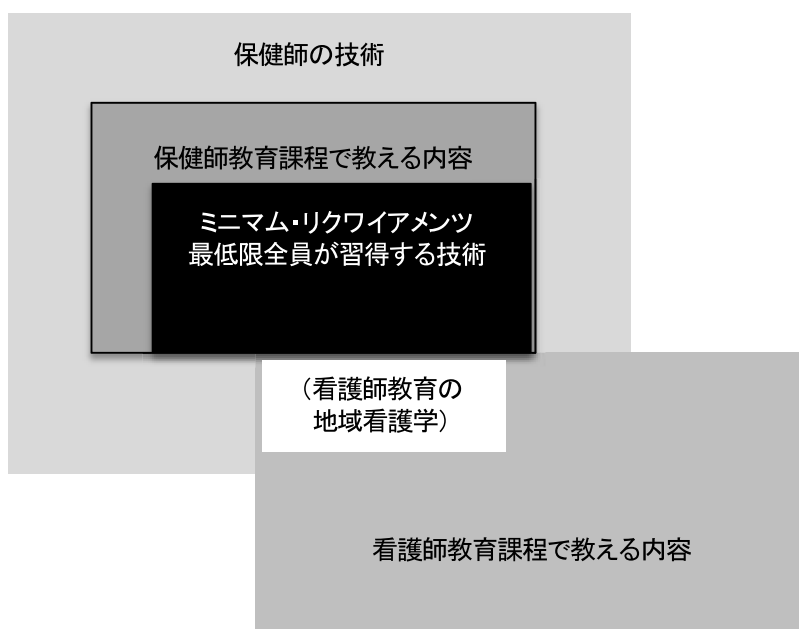 保健師の技術
保健師教育課程で教える内容
ミニマム・リクワイアメンツ
最低限全員が習得する技術
（看護師教育の
地域看護学）
看護師教育課程で教える内容